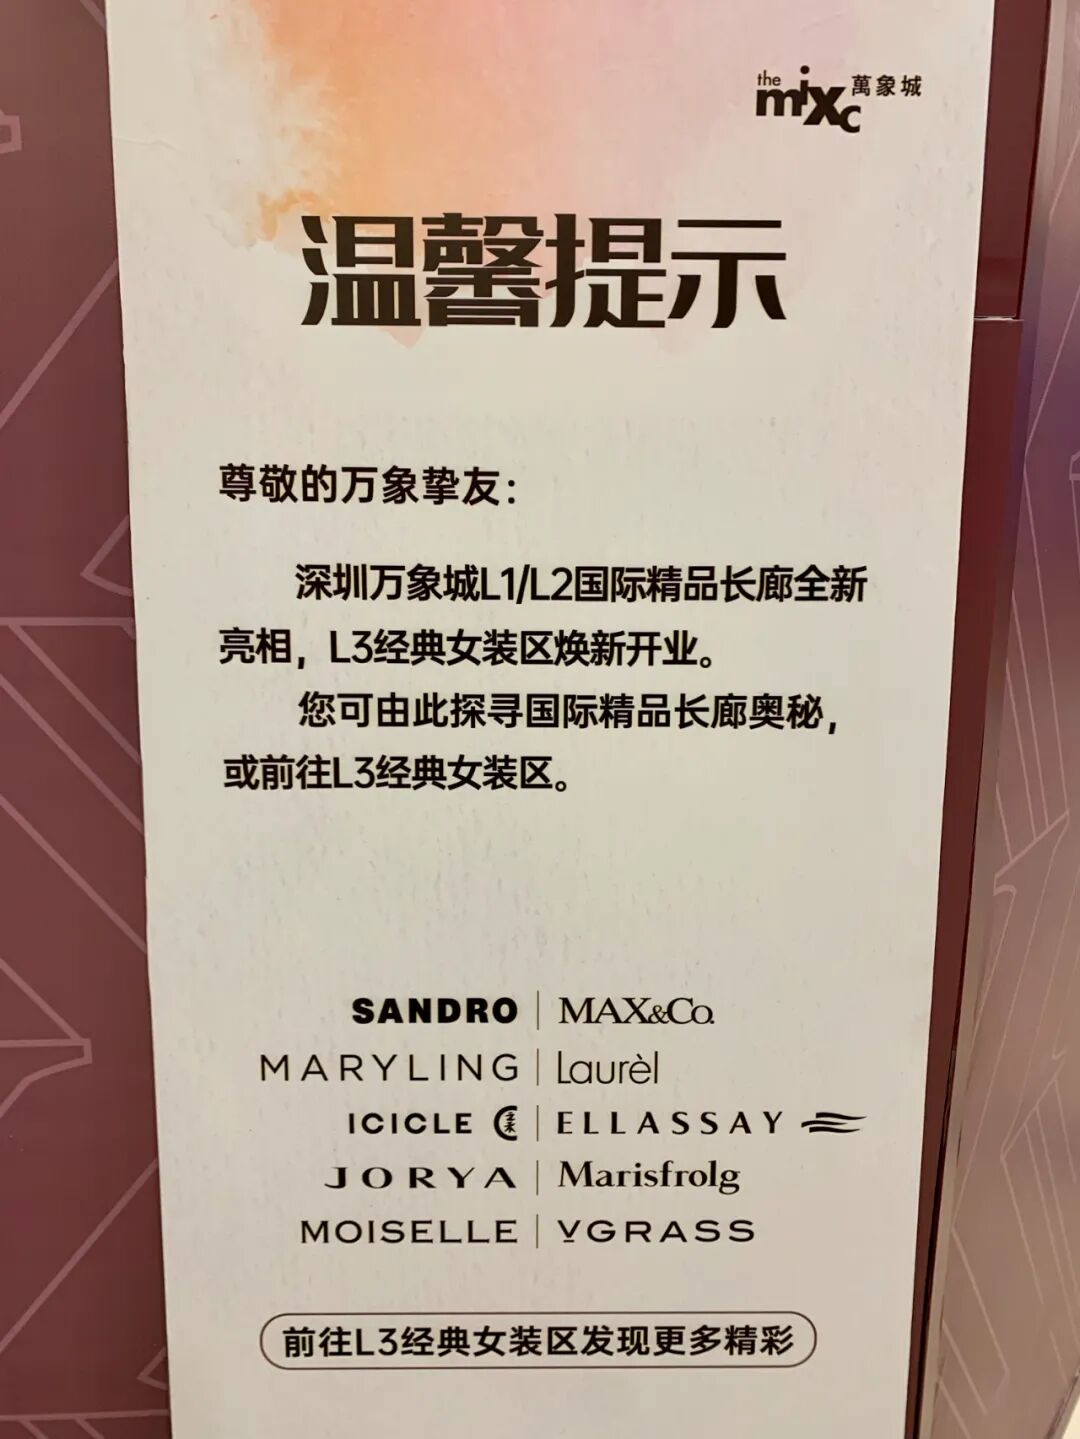 the mixc 萬象城
温馨提示
尊敬的万象挚友：
深圳万象城L1/L2国际精品长廊全新
亮相，L3经典女装区焕新开业。
您可由此探寻国际精品长廊奥秘，
或前往L3经典女装区。
SANDRO | MAX&Co.
MARYLING | Laurèl
ICICLE 之禾 | ELLASSAY
JORYA | Marisfrolg
MOISELLE | VGRASS
前往L3经典女装区发现更多精彩